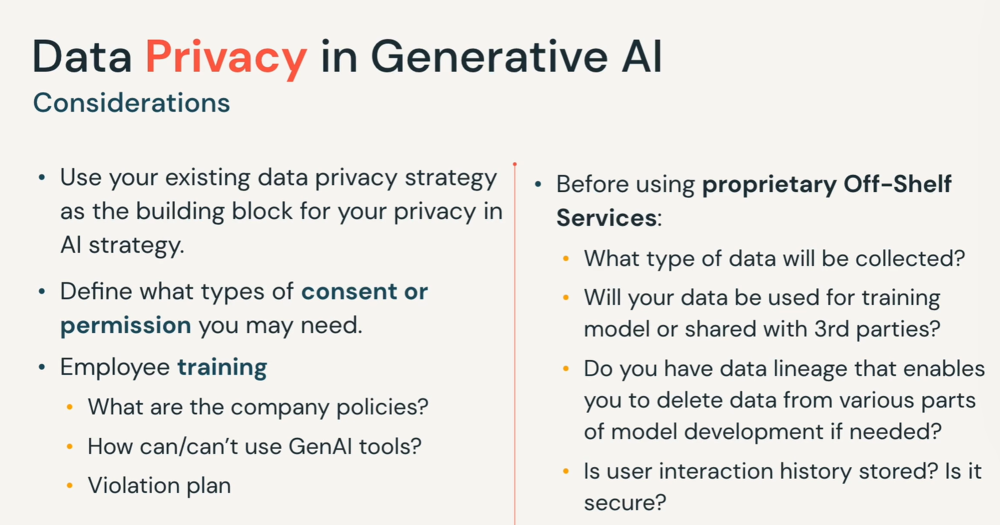 Data Privacy in Generative AI
Considerations
• Use your existing data privacy strategy
as the building block for your privacy in
AI strategy.
• Define what types of consent or
permission you may need.
• Employee training
• What are the company policies?
• How can/can’t use GenAI tools?
• Violation plan
• Before using proprietary Off-Shelf
Services:
• What type of data will be collected?
• Will your data be used for training
model or shared with 3rd parties?
• Do you have data lineage that enables
you to delete data from various parts
of model development if needed?
• Is user interaction history stored? Is it
secure?